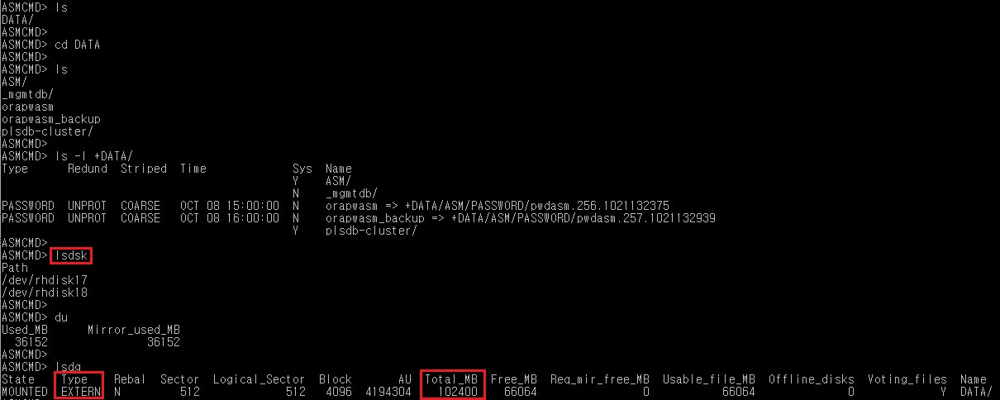 ASMCMD> ls
DATA/
ASMCMD>
ASMCMD> cd DATA
ASMCMD>
ASMCMD> ls
ASM/
_mgmtdb/
orapwasm
orapwasm_backup
plsdb-cluster/
ASMCMD>
ASMCMD> ls -l +DATA/
Type Redund Striped Time Sys Name
Y ASM/
N _mgmtdb/
PASSWORD UNPROT COARSE OCT 08 15:00:00 N orapwasm => +DATA/ASM/PASSWORD/pwdasm.256.1021132375
PASSWORD UNPROT COARSE OCT 08 16:00:00 N orapwasm_backup => +DATA/ASM/PASSWORD/pwdasm.257.1021132939
Y plsdb-cluster/
ASMCMD>
ASMCMD> lsdsk
Path
/dev/rhdisk17
/dev/rhdisk18
ASMCMD>
ASMCMD> du
Used_MB Mirror_used_MB
36152 36152
ASMCMD>
ASMCMD> lsdg
State Type Rebal Sector Logical_Sector Block AU Total_MB Free_MB Req_mir_free_MB Usable_file_MB Offline_disks Voting_files Name
MOUNTED EXTERN N 512 512 4096 4194304 102400 66064 0 66064 0 Y DATA/